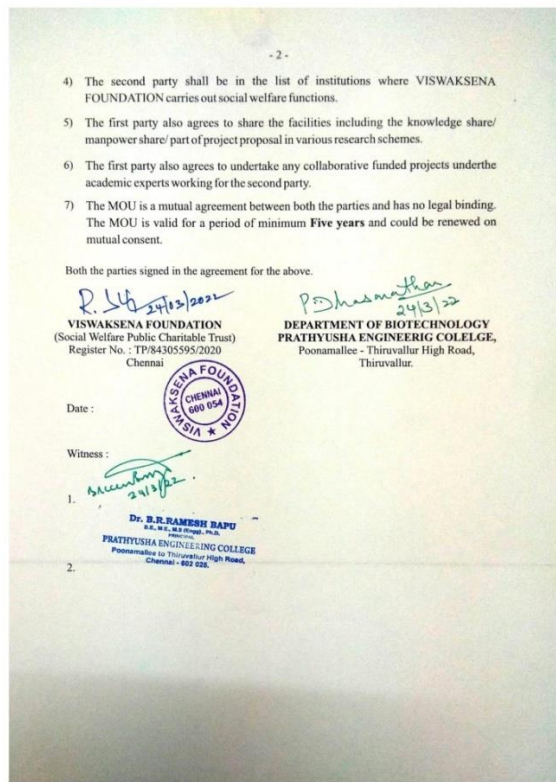 - 2 -
4) The second party shall be in the list of institutions where VISWAKSENA
FOUNDATION carries out social welfare functions.
5) The first party also agrees to share the facilities including the knowledge share/
manpower share/ part of project proposal in various research schemes.
6) The first party also agrees to undertake any collaborative funded projects underthe
academic experts working for the second party.
7) The MOU is a mutual agreement between both the parties and has no legal binding.
The MOU is valid for a period of minimum Five years and could be renewed on
mutual consent.
Both the parties signed in the agreement for the above.
24/03/2022
P. Dhasarathan
24/3/22
VISWAKSENA FOUNDATION
(Social Welfare Public Charitable Trust)
Register No. : TP/84305595/2020
Chennai
DEPARTMENT OF BIOTECHNOLOGY
PRATHYUSHA ENGINEERIG COLELGE,
Poonamallee - Thiruvallur High Road,
Thiruvallur.
VISWAKSENA FOUNDATION
CHENNAI
600 054
Date :
Witness :
24/3/22
1.
Dr. B.R.RAMESH BAPU
B.E., M.E., M.S (Engg)., Ph.D.,
PRINCIPAL
PRATHYUSHA ENGINEERING COLLEGE
Poonamallee to Thiruvallur High Road,
Chennai - 602 025.
2.